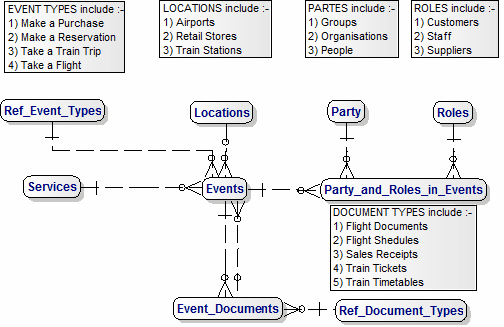 EVENT TYPES include :-
1) Make a Purchase
2) Make a Reservation
3) Take a Train Trip
4) Take a Flight
LOCATIONS include :-
1) Airports
2) Retail Stores
3) Train Stations
PARTES include :-
1) Groups
2) Organisations
3) People
ROLES include :-
1) Customers
2) Staff
3) Suppliers
Ref_Event_Types
Locations
Party
Roles
Services
Events
Party_and_Roles_in_Events
DOCUMENT TYPES include :-
1) Flight Documents
2) Flight Shedules
3) Sales Receipts
4) Train Tickets
5) Train Timetables
Event_Documents
Ref_Document_Types